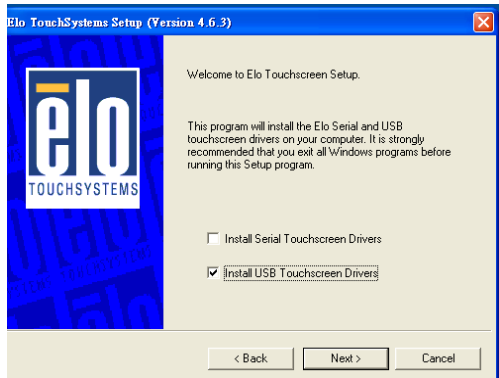 Elo TouchSystems Setup (Version 4.6.3)
elo
TOUCHSYSTEMS
Welcome to Elo Touchscreen Setup.
This program will install the Elo Serial and USB
touchscreen drivers on your computer. It is strongly
recommended that you exit all Windows programs before
running this Setup program.
Install Serial Touchscreen Drivers
Install USB Touchscreen Drivers
< Back
Next >
Cancel